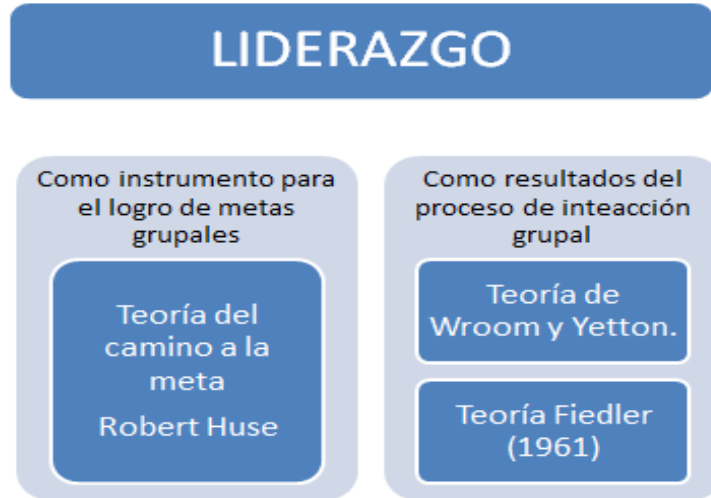 LIDERAZGO
Como instrumento para
el logro de metas
grupales
Teoría del
camino a la
meta
Robert Huse
Como resultados del
proceso de inteacción
grupal
Teoría de
Wroom y Yetton.
Teoría Fiedler
(1961)